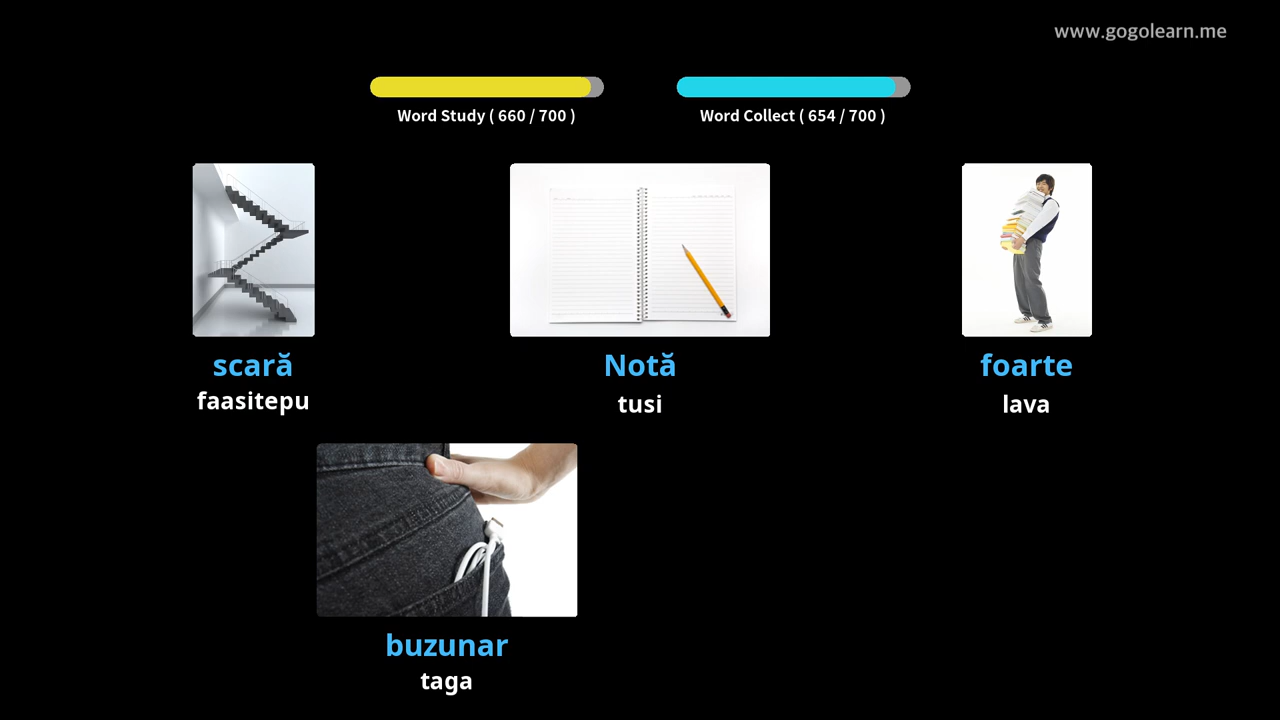 www.gogolearn.me
Word Study ( 660 / 700 )
Word Collect ( 654 / 700 )
scară
faasitepu
Notă
tusi
foarte
lava
buzunar
taga